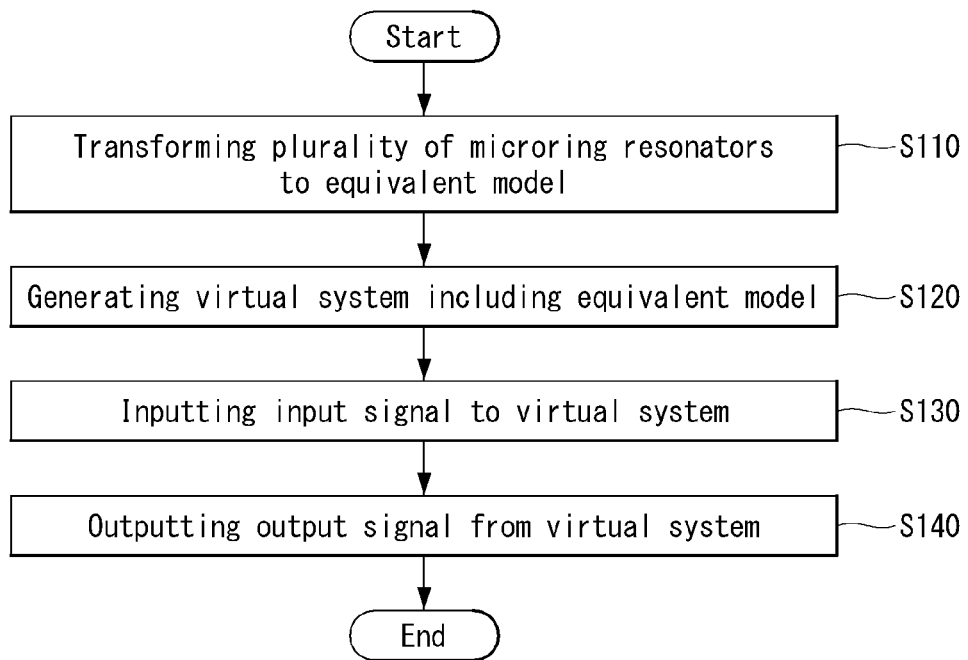 Start
Transforming plurality of microring resonators
to equivalent model
S110
Generating virtual system including equivalent model
S120
Inputting input signal to virtual system
S130
Outputting output signal from virtual system
S140
End